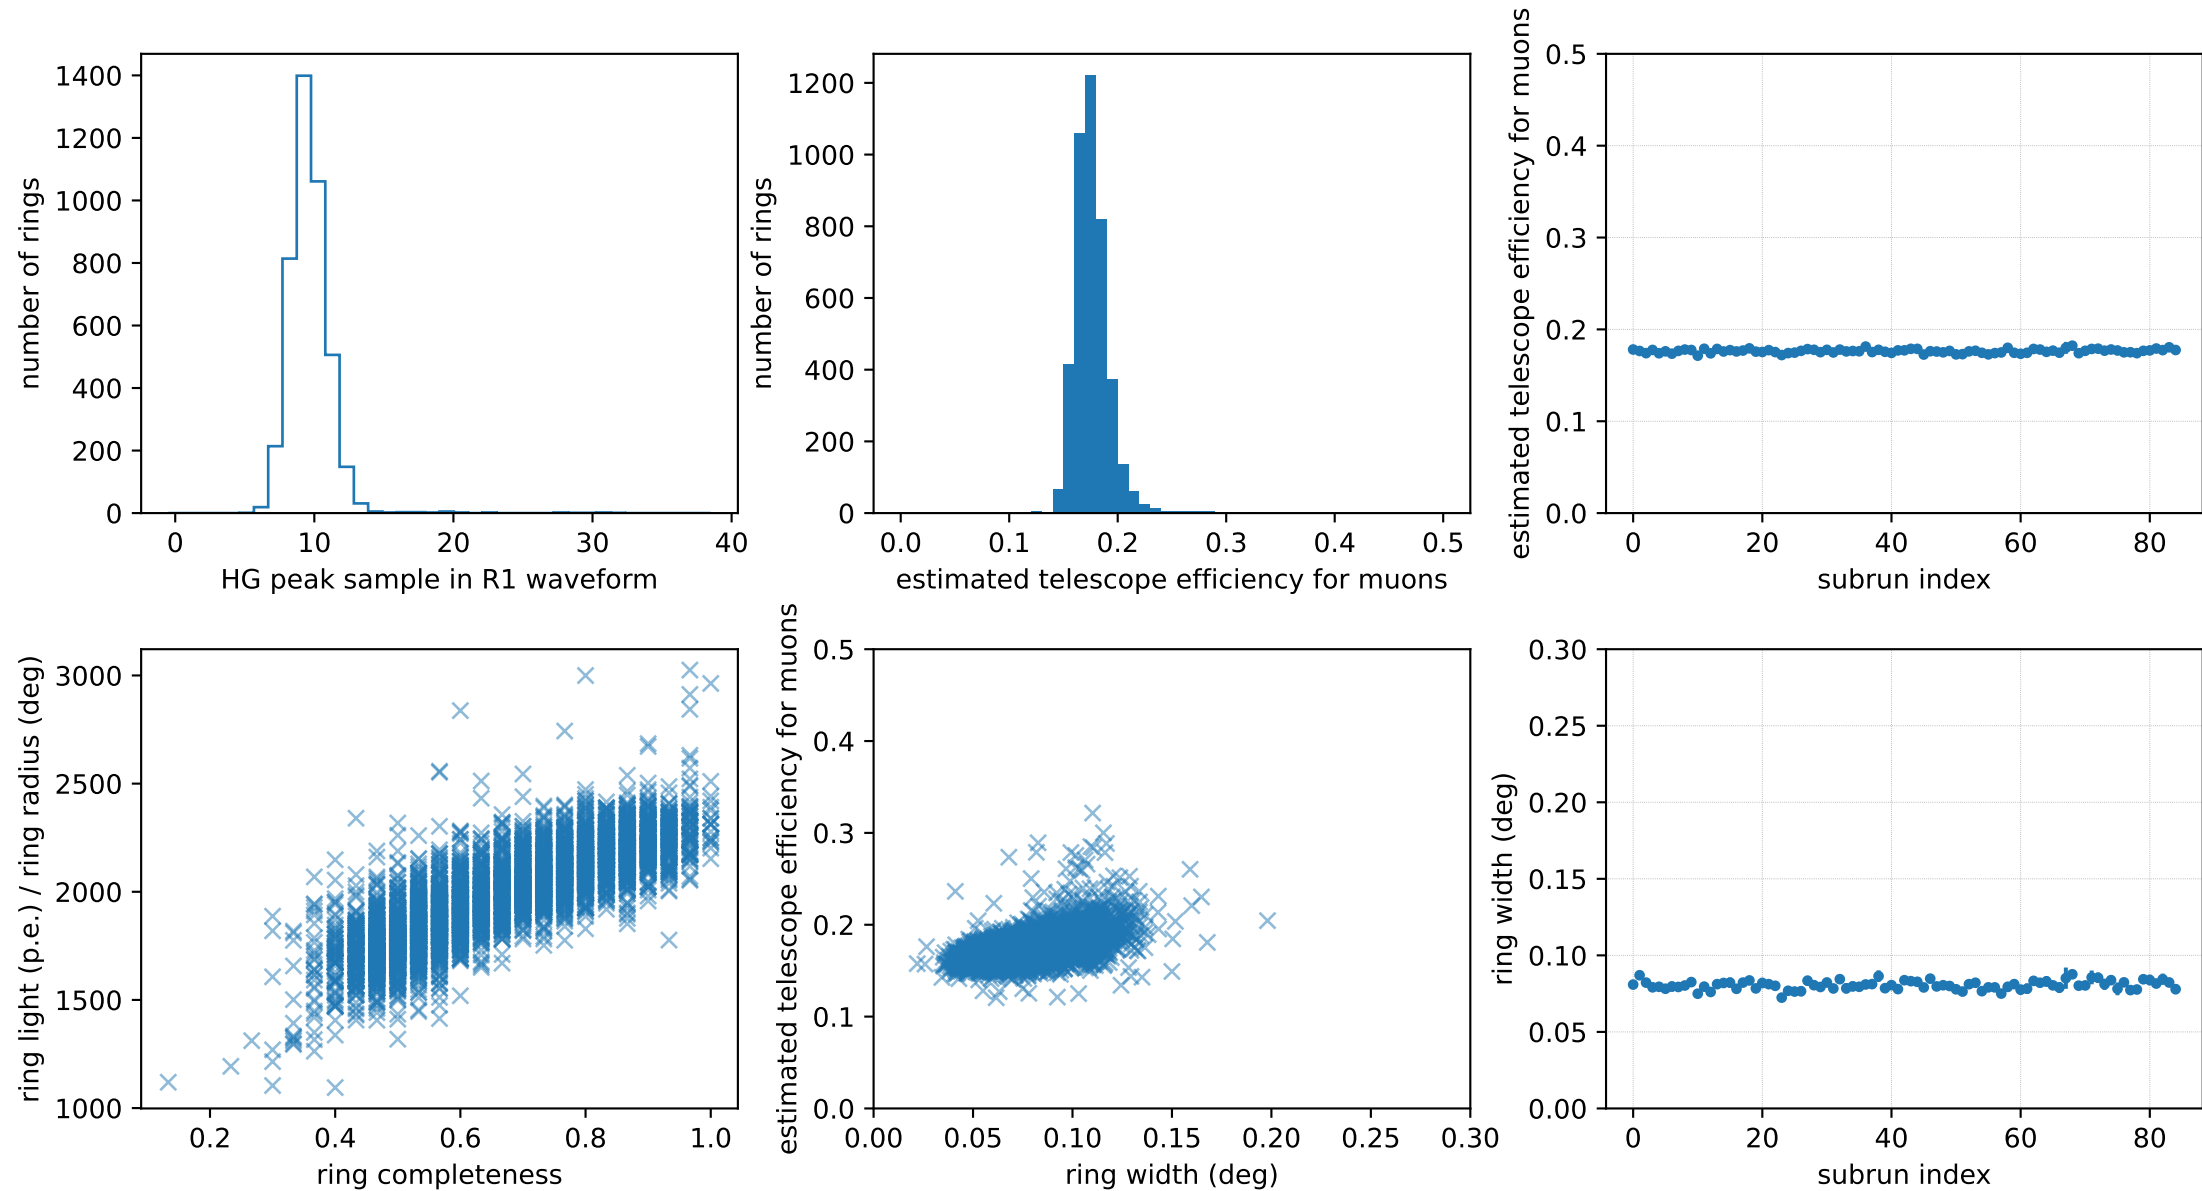 1400
1200
1000
800
600
400
200
0
0 10 20 30 40
number of rings
HG peak sample in R1 waveform
1200
1000
800
600
400
200
0
0.0 0.1 0.2 0.3 0.4 0.5
number of rings
estimated telescope efficiency for muons
0.5
0.4
0.3
0.2
0.1
0.0
0 20 40 60 80
estimated telescope efficiency for muons
subrun index
3000
2500
2000
1500
1000
0.2 0.4 0.6 0.8 1.0
ring light (p.e.) / ring radius (deg)
ring completeness
0.5
0.4
0.3
0.2
0.1
0.0
0.00 0.05 0.10 0.15 0.20 0.25 0.30
estimated telescope efficiency for muons
ring width (deg)
0.30
0.25
0.20
0.15
0.10
0.05
0.00
0 20 40 60 80
ring width (deg)
subrun index